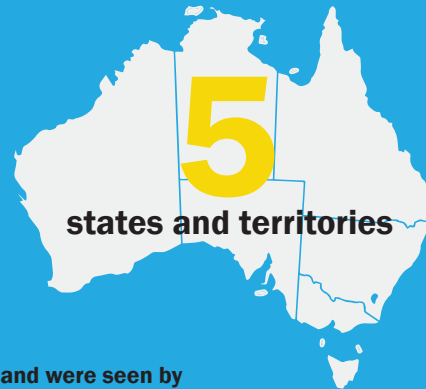 5
states and territories
and were seen by